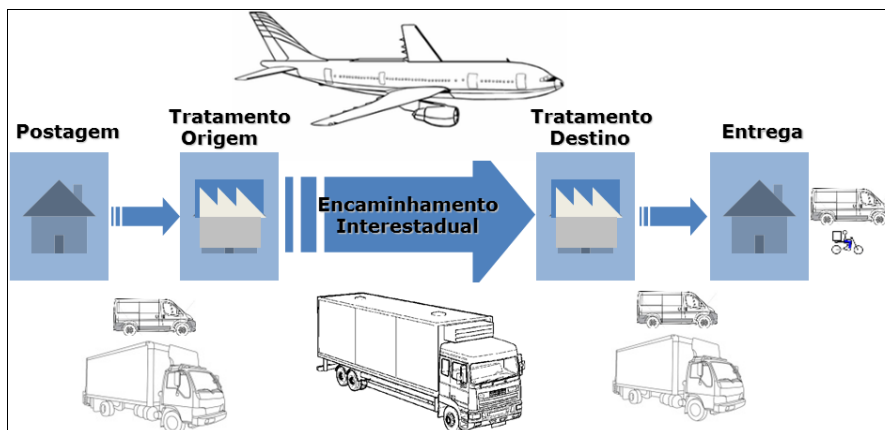 Postagem
Tratamento
Origem
Encaminhamento
Interestadual
Tratamento
Destino
Entrega